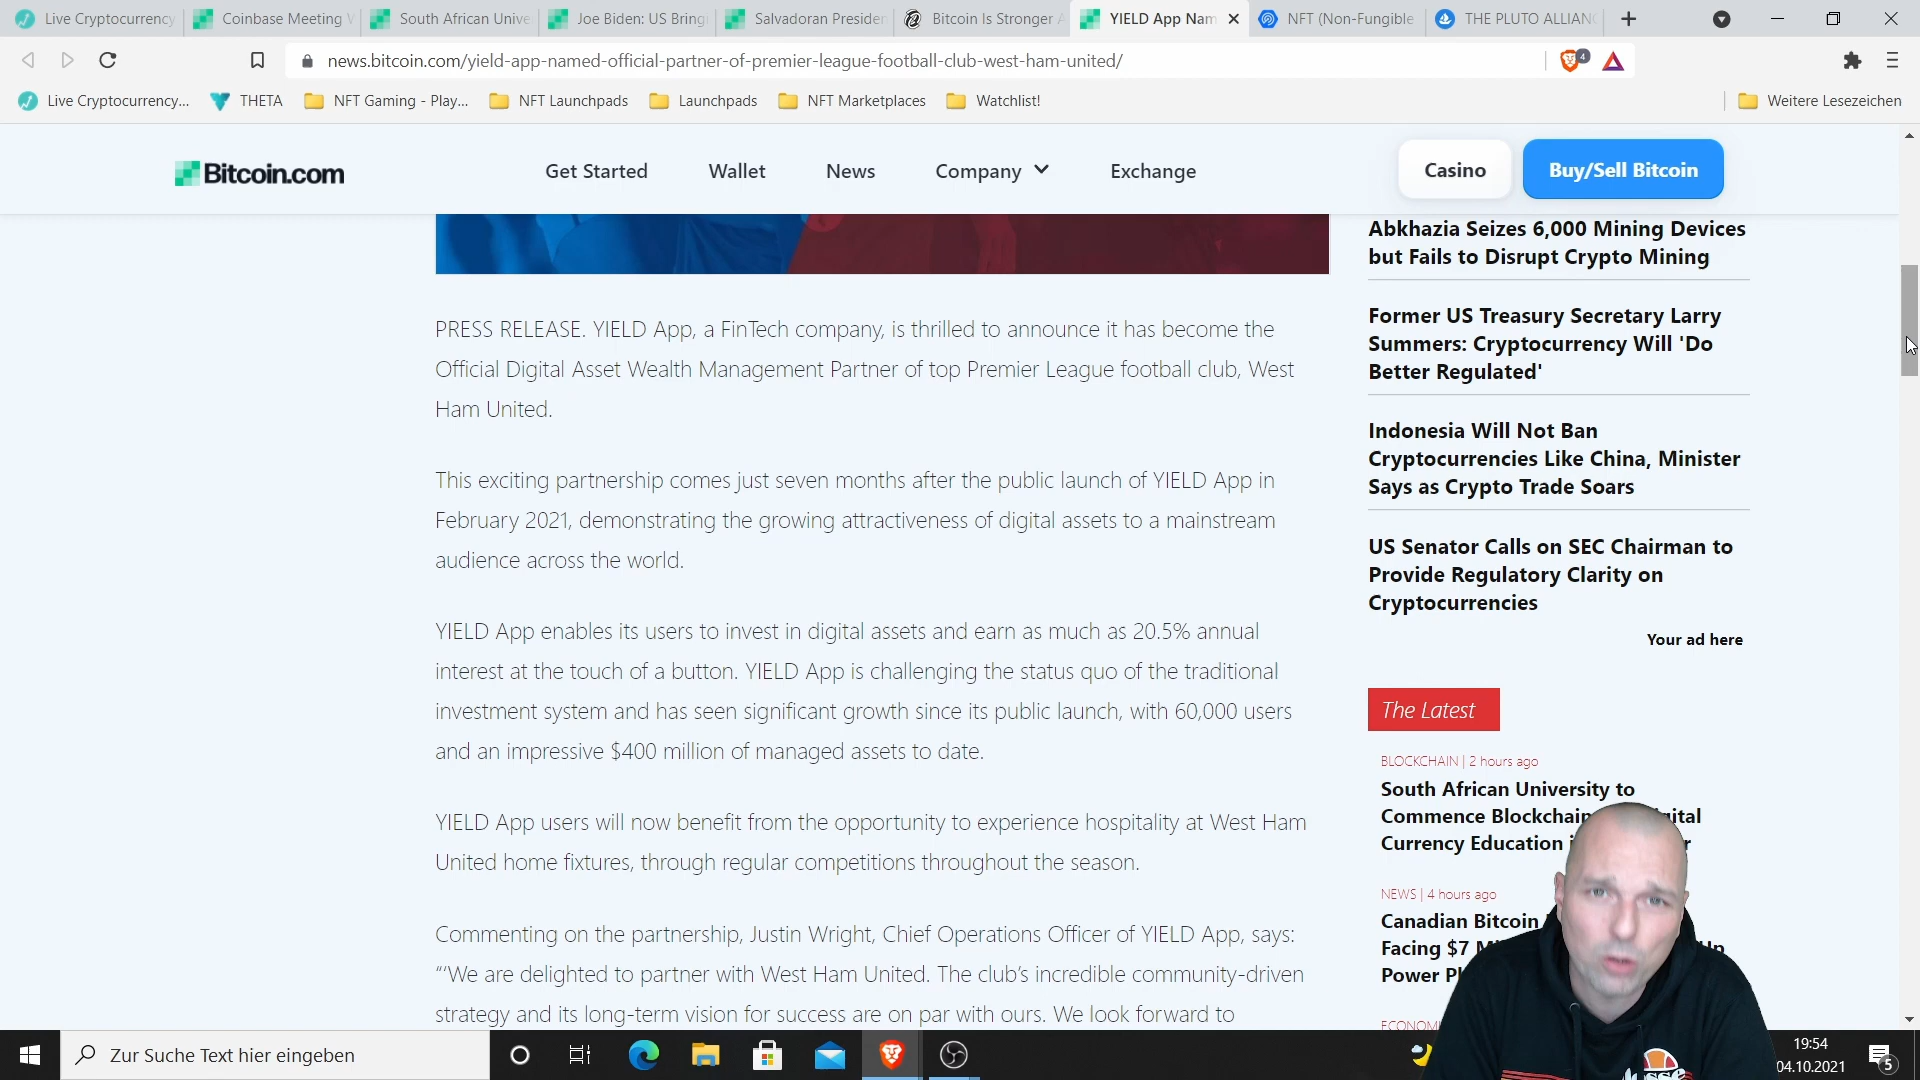 Live Cryptocurrency
Coinbase Meeting
South African Unive
Joe Biden: US Bring
Salvadoran Presiden
Bitcoin Is Stronger
YIELD App Nam
NFT (Non-Fungible
THE PLUTO ALLIAN
news.bitcoin.com/yield-app-named-official-partner-of-premier-league-football-club-west-ham-united/
4
Live Cryptocurrency...
THETA
NFT Gaming - Play...
NFT Launchpads
Launchpads
NFT Marketplaces
Watchlist!
Weitere Lesezeichen
Bitcoin.com
Get Started
Wallet
News
Company
Exchange
Casino
Buy/Sell Bitcoin
PRESS RELEASE. YIELD App, a FinTech company, is thrilled to announce it has become the
Official Digital Asset Wealth Management Partner of top Premier League football club, West
Ham United.
This exciting partnership comes just seven months after the public launch of YIELD App in
February 2021, demonstrating the growing attractiveness of digital assets to a mainstream
audience across the world.
YIELD App enables its users to invest in digital assets and earn as much as 20.5% annual
interest at the touch of a button. YIELD App is challenging the status quo of the traditional
investment system and has seen significant growth since its public launch, with 60,000 users
and an impressive $400 million of managed assets to date.
YIELD App users will now benefit from the opportunity to experience hospitality at West Ham
United home fixtures, through regular competitions throughout the season.
Commenting on the partnership, Justin Wright, Chief Operations Officer of YIELD App, says:
“‘We are delighted to partner with West Ham United. The club’s incredible community-driven
strategy and its long-term vision for success are on par with ours. We look forward to
Abkhazia Seizes 6,000 Mining Devices
but Fails to Disrupt Crypto Mining
Former US Treasury Secretary Larry
Summers: Cryptocurrency Will 'Do
Better Regulated'
Indonesia Will Not Ban
Cryptocurrencies Like China, Minister
Says as Crypto Trade Soars
US Senator Calls on SEC Chairman to
Provide Regulatory Clarity on
Cryptocurrencies
Your ad here
The Latest
BLOCKCHAIN | 2 hours ago
South African University to
Commence Blockchain
Currency Education
NEWS | 4 hours ago
Canadian Bitcoin
Facing $7
Power
Zur Suche Text hier eingeben
19:54
04.10.2021
5